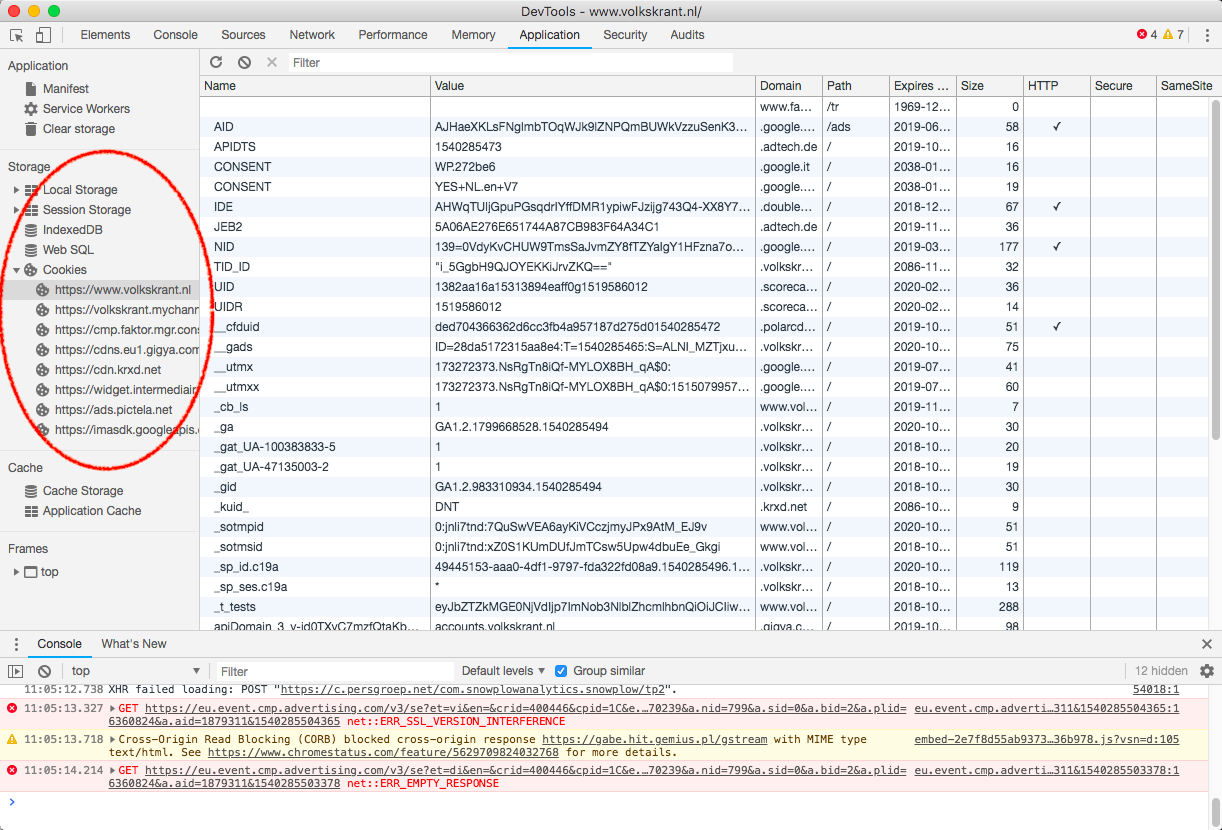 DevTools - www.volkskrant.nl/
Elements Console Sources Network Performance Memory Application Security Audits 4 7
Application
Manifest
Service Workers
Clear storage
Storage
Local Storage
Session Storage
IndexedDB
Web SQL
Cookies
https://www.volkskrant.nl
https://volkskrant.mychann
https://cmp.faktor.mgr.cons
https://cdns.eu1.gigya.com
https://cdn.krxd.net
https://widget.intermediair
https://ads.pictela.net
https://imasdk.googleapis.c
Cache
Cache Storage
Application Cache
Frames
top
Filter
Name Value Domain Path Expires ... Size HTTP Secure SameSite
www.fa... /tr 1969-12... 0
AID AJHaeXKLsFNglmbTOqWJk9lZNPQmBUWkVzzuSenK3... .google.... /ads 2019-06... 58 ✓
APIDTS 1540285473 .adtech.de / 2019-10... 16
CONSENT WP.272be6 .google.it / 2038-01... 16
CONSENT YES+NL.en+V7 .google.... / 2038-01... 19
IDE AHWqTUljGpuPGsqdrIYffDMR1ypiwFJzijg743Q4-XX8Y7... .double... / 2018-12... 67 ✓
JEB2 5A06AE276E651744A87CB983F64A34C1 .adtech.de / 2019-11... 36
NID 139=0VdyKvCHUW9TmsSaJvmZY8fTZYaIgY1HFzna7o... .google.... / 2019-03... 177 ✓
TID_ID "i_5GgbH9QJOYEKKiJrvZKQ==" .volkskr... / 2086-11... 32
UID 1382aa16a15313894eaff0g1519586012 .scoreca... / 2020-02... 36
UIDR 1519586012 .scoreca... / 2020-02... 14
__cfduid ded704366362d6cc3fb4a957187d275d01540285472 .polarcd... / 2019-10... 51 ✓
__gads ID=28da5172315aa8e4:T=1540285465:S=ALNI_MZTjxu... .volkskr... / 2020-10... 75
__utmx 173272373.NsRgTn8iQf-MYLOX8BH_qA$0: .google.... / 2019-07... 41
__utmxx 173272373.NsRgTn8iQf-MYLOX8BH_qA$0:1515079957... .google.... / 2019-07... 60
_cb_ls 1 www.vol... / 2019-11... 7
_ga GA1.2.1799668528.1540285494 .volkskr... / 2020-10... 30
_gat_UA-100383833-5 1 .volkskr... / 2018-10... 20
_gat_UA-47135003-2 1 .volkskr... / 2018-10... 19
_gid GA1.2.983310934.1540285494 .volkskr... / 2018-10... 30
_kuid_ DNT .krxd.net / 2086-10... 9
_sotmpid 0:jnli7tnd:7QuSwVEA6ayKiVCczjmyJPx9AtM_EJ9v www.vol... / 2020-10... 51
_sotmsid 0:jnli7tnd:xZ0S1KUmDUfJmTCsw5Upw4dbuEe_Gkgi www.vol... / 2018-10... 51
_sp_id.c19a 49445153-aaa0-4df1-9797-fda322fd08a9.1540285496.1... .volkskr... / 2020-10... 119
_sp_ses.c19a * .volkskr... / 2018-10... 13
_t_tests eyJbZTZkMGE0NjVdIjp7ImNob3NlblZhcmlhbnQiOiJCIiw... www.vol... / 2018-10... 288
apiDomain_3_v-id0TXvC7mzfQtaKb... accounts.volkskrant.nl .gigya.c... / 2019-10... 98
Console What's New
top Filter Default levels Group similar 12 hidden
11:05:12.738 XHR failed loading: POST "https://c.persgroep.net/com.snowplowanalytics.snowplow/tp2". 54018:1
11:05:13.327 GET https://eu.event.cmp.advertising.com/v3/se?et=vi&en=&crid=400446&cpid=1C&e.…70239&a.nid=799&a.sid=0&a.bid=2&a.plid= eu.event.cmp.adverti…311&1540285504365:1
6360824&a.aid=1879311&1540285504365 net::ERR_SSL_VERSION_INTERFERENCE
11:05:13.718 Cross-Origin Read Blocking (CORB) blocked cross-origin response https://gabe.hit.gemius.pl/gstream with MIME type embed-2e7f8d55ab9373…36b978.js?vsn=d:105
text/html. See https://www.chromestatus.com/feature/5629709824032768 for more details.
11:05:14.214 GET https://eu.event.cmp.advertising.com/v3/se?et=di&en=&crid=400446&cpid=1C&e.…70239&a.nid=799&a.sid=0&a.bid=2&a.plid= eu.event.cmp.adverti…311&1540285503378:1
6360824&a.aid=1879311&1540285503378 net::ERR_EMPTY_RESPONSE